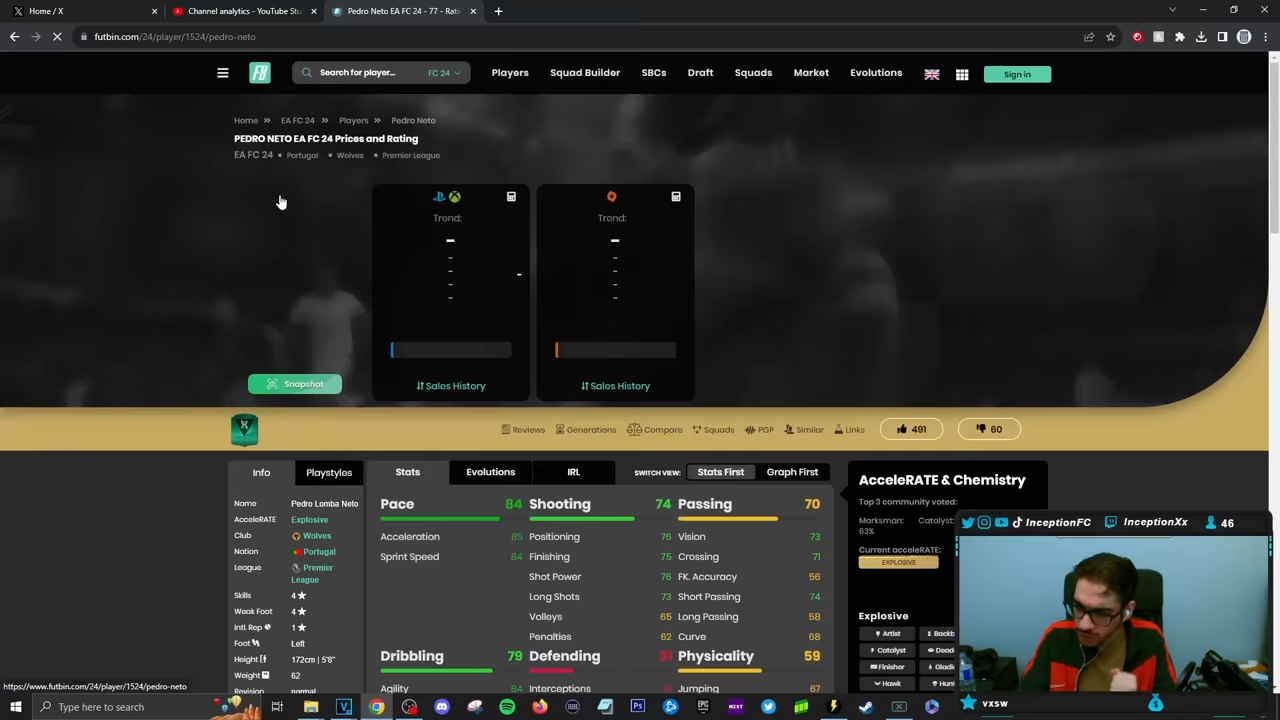 Home / X
Channel analytics - YouTube Stu
Pedro Neto EA FC 24 - 77 - Rati
futbin.com/24/player/1524/pedro-neto
FB
Search for player...
FC 24
Players
Squad Builder
SBCs
Draft
Squads
Market
Evolutions
Sign in
Home » EA FC 24 » Players » Pedro Neto
PEDRO NETO EA FC 24 Prices and Rating
EA FC 24 • Portugal • Wolves • Premier League
Trend:
Trend:
Sales History
Sales History
Snapshot
Reviews
Generations
Compare
Squads
PGP
Similar
Links
491
60
Info
Playstyles
Stats
Evolutions
IRL
SWITCH VIEW:
Stats First
Graph First
Name Pedro Lomba Neto
AcceleRATE Explosive
Club Wolves
Nation Portugal
League Premier League
Skills 4
Weak Foot 4
Intl. Rep 1
Foot Left
Height 172cm | 5'8"
Weight 62
Revision normal
Pace 84
Acceleration 85
Sprint Speed 84
Shooting 74
Positioning 76
Finishing 75
Shot Power 76
Long Shots 73
Volleys 65
Penalties 62
Passing 70
Vision 73
Crossing 71
FK. Accuracy 56
Short Passing 74
Long Passing 58
Curve 68
Dribbling 79
Agility 84
Defending 31
Interceptions
Physicality 59
Jumping 67
AcceleRATE & Chemistry
Top 3 community voted:
Marksman: 63%
Catalyst:
Current acceleRATE:
EXPLOSIVE
Explosive
Artist
Backb
Catalyst
Dead
Finisher
Gladi
Hawk
Hun
InceptionFC
InceptionXx
46
vxsw
https://www.futbin.com/24/player/1524/pedro-neto
Type here to search